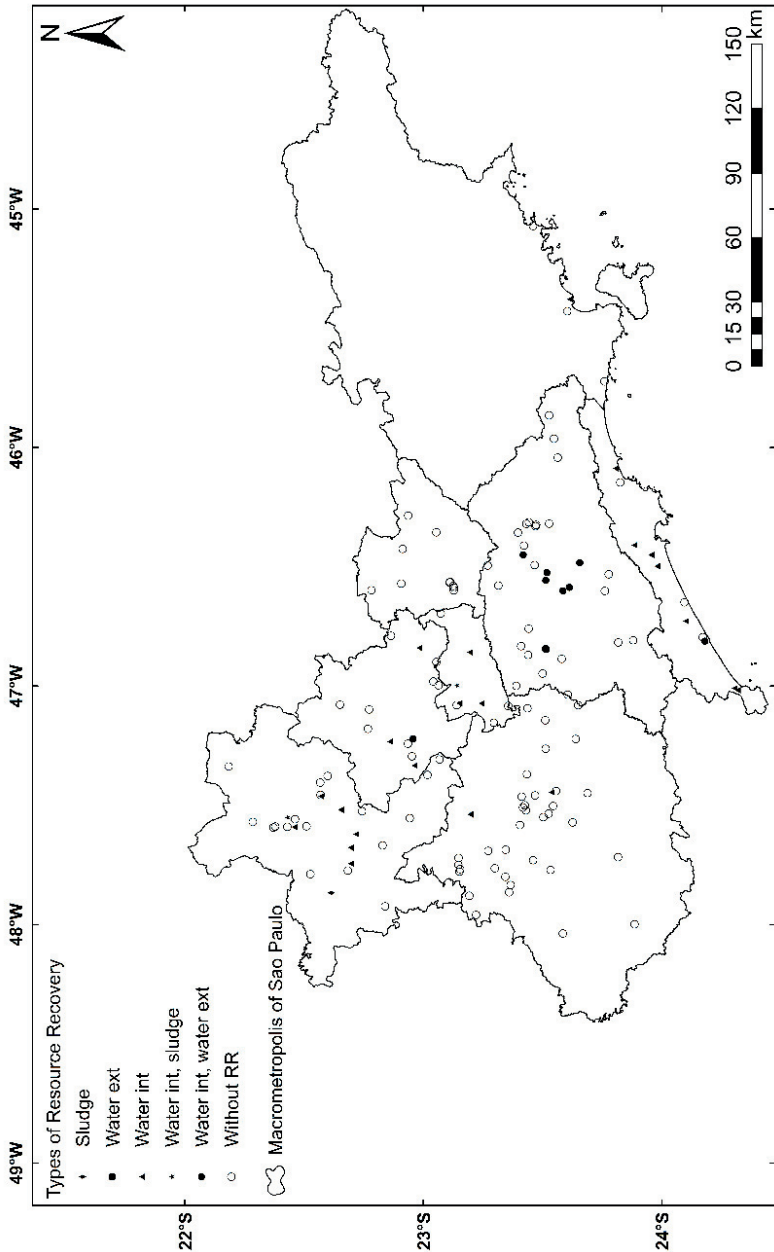 49°W 48°W 47°W 46°W 45°W
N
Types of Resource Recovery
Sludge
Water ext
Water int
Water int, sludge
Water int, water ext
Without RR
Macrometropolis of Sao Paulo
22°S
23°S
24°S
0 15 30 60 90 120 150
km